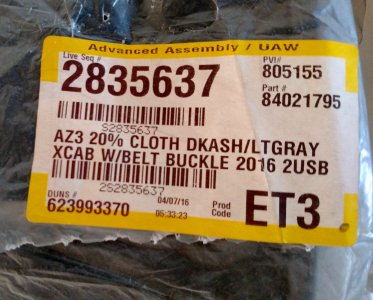 Advanced Assembly / UAW
Live Seq #
2835637
PVI#
805155
Part #
84021795
S2835637
AZ3 20% CLOTH DKASH/LTGRAY
XCAB W/BELT BUCKLE 2016 2USB
2S2835637
DUNS #
623993370
04/07/16
05:33:23
Prod
Code
ET3